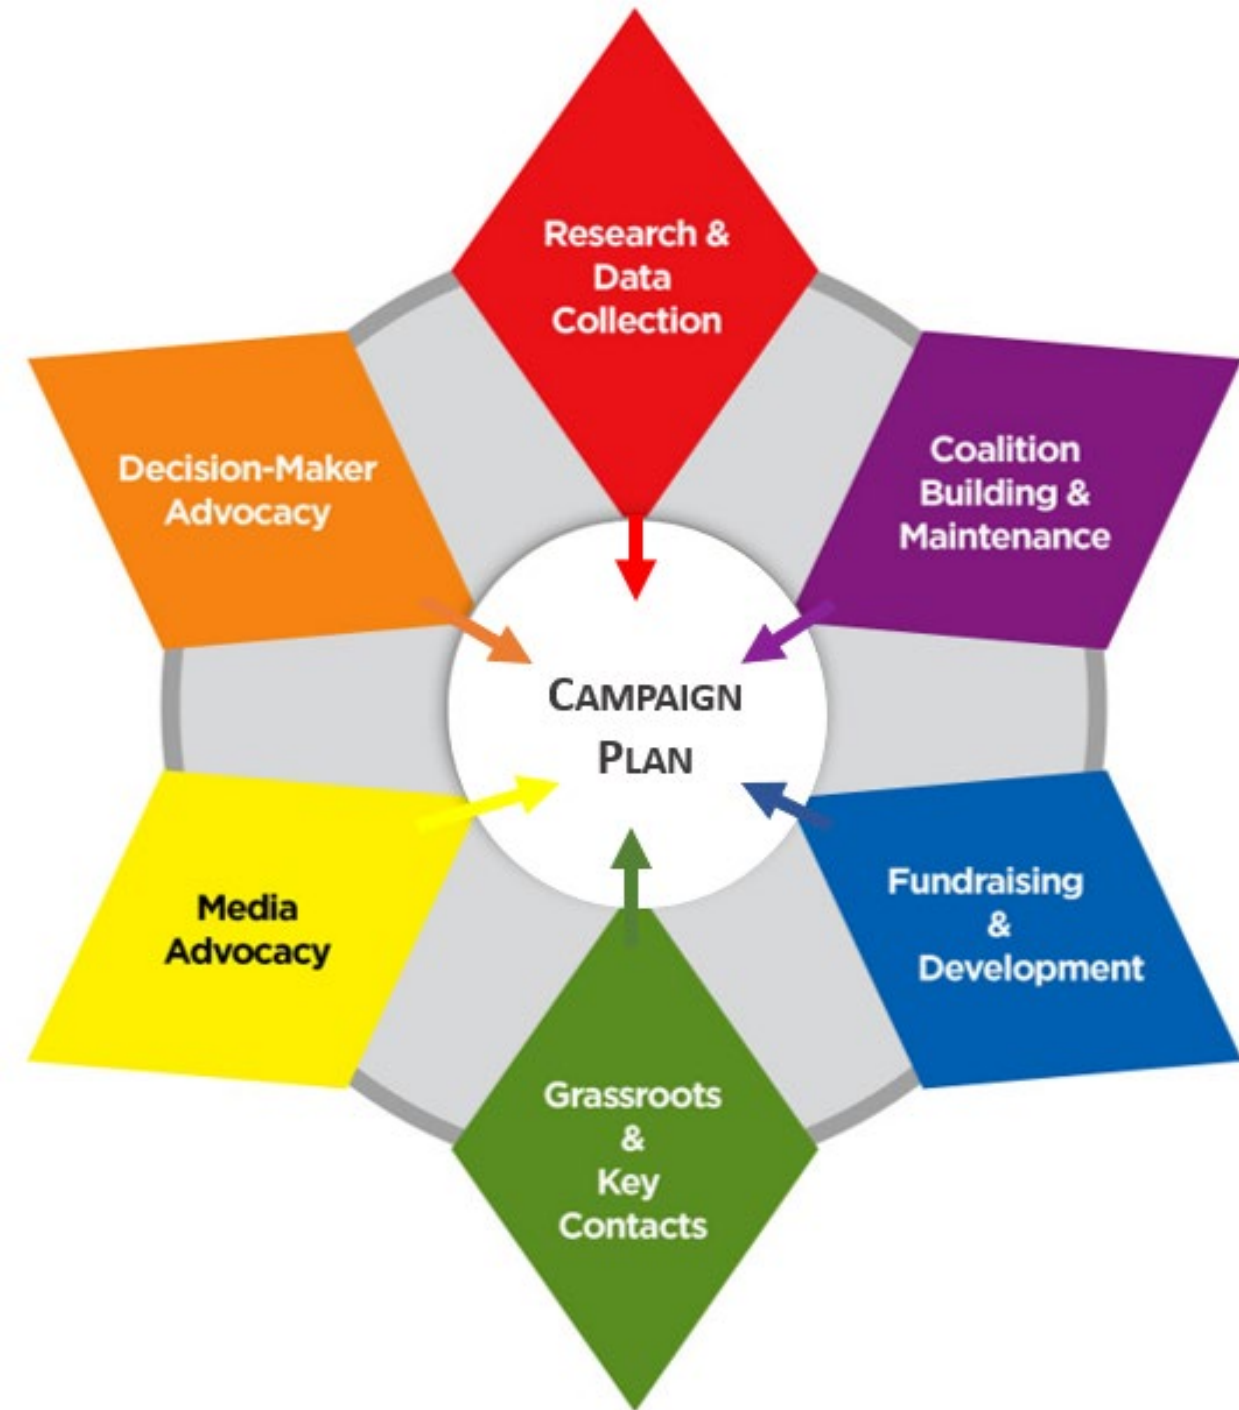 Research &
Data
Collection
Coalition
Building &
Maintenance
Fundraising
&
Development
Grassroots
&
Key
Contacts
Media
Advocacy
Decision-Maker
Advocacy
CAMPAIGN
PLAN